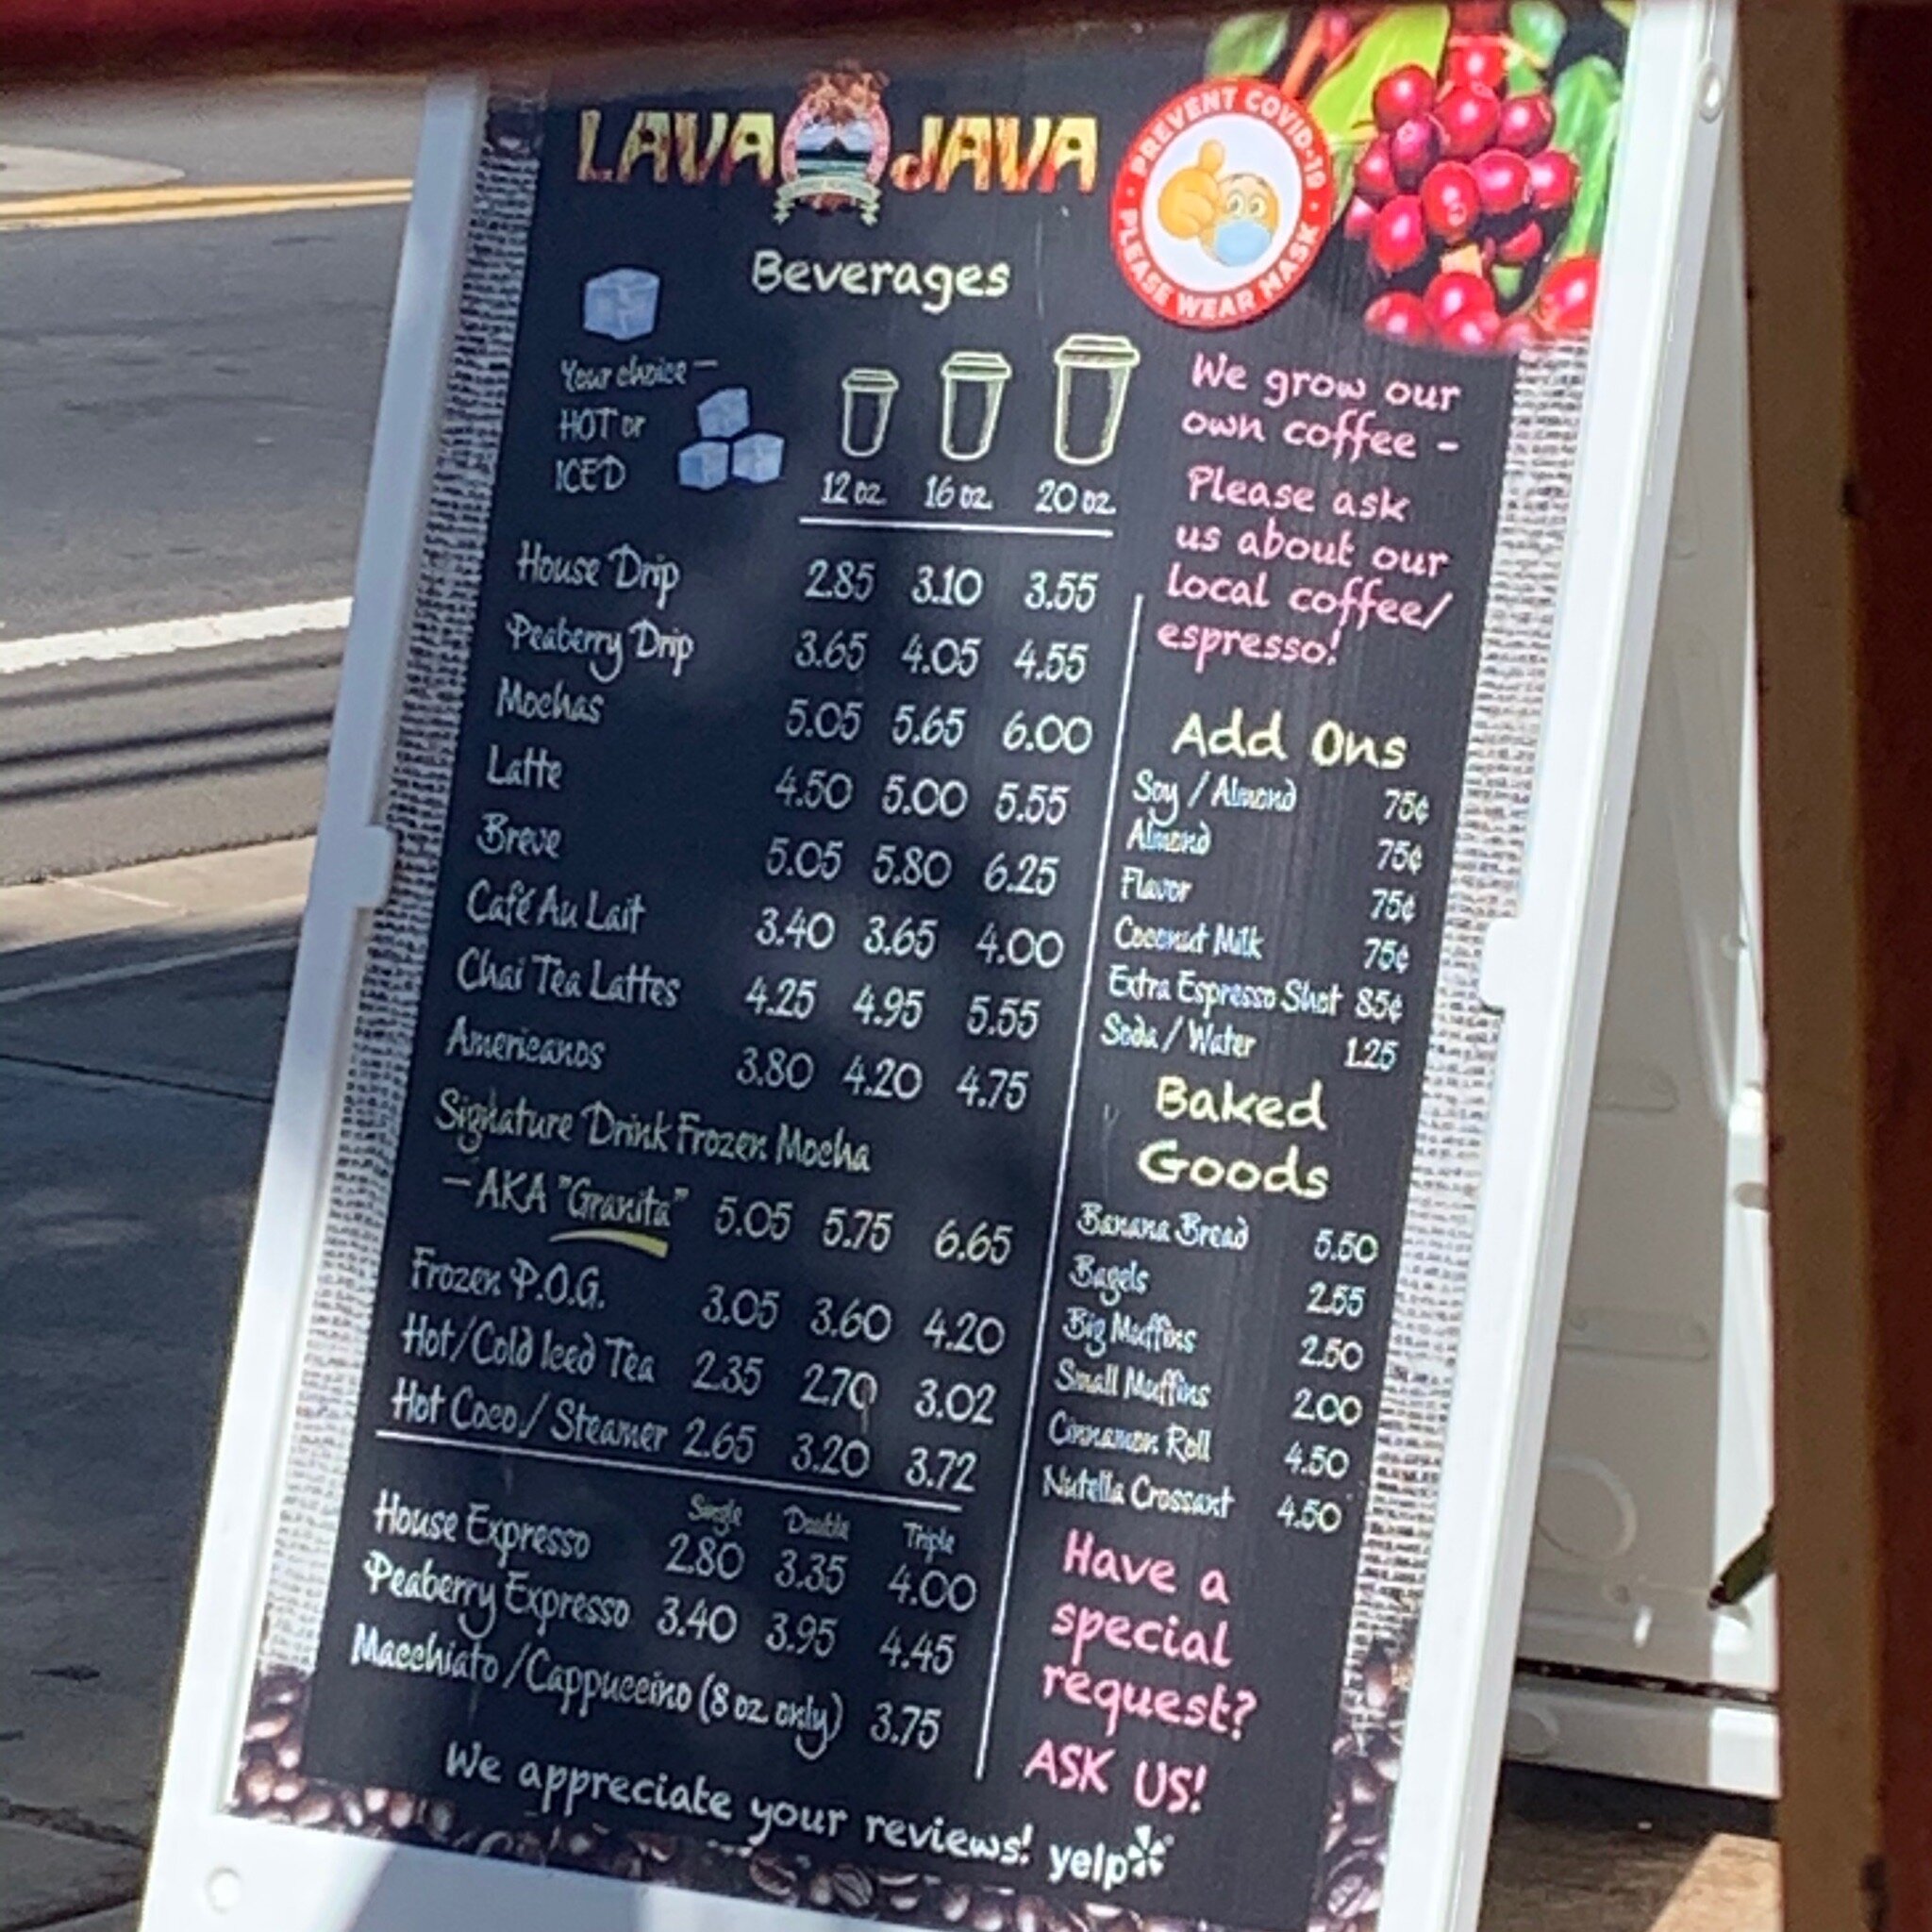 LAVA JAVA
PREVENT COVID-19
PLEASE WEAR MASK
Beverages
Your choice –
HOT or
ICED
12 oz. 16 oz. 20 oz.
House Drip 2.85 3.10 3.55
Peaberry Drip 3.65 4.05 4.55
Mochas 5.05 5.65 6.00
Latte 4.50 5.00 5.55
Breve 5.05 5.80 6.25
Café Au Lait 3.40 3.65 4.00
Chai Tea Lattes 4.25 4.95 5.55
Americanos 3.80 4.20 4.75
Signature Drink Frozen Mocha
– AKA "Granita" 5.05 5.75 6.65
Frozen P.O.G. 3.05 3.60 4.20
Hot/Cold Iced Tea 2.35 2.70 3.02
Hot Coco / Steamer 2.65 3.20 3.72
Single Double Triple
House Expresso 2.80 3.35 4.00
Peaberry Expresso 3.40 3.95 4.45
Macchiato / Cappuccino (8 oz. only) 3.75
We grow our
own coffee -
Please ask
us about our
local coffee/
espresso!
Add Ons
Soy / Almond 75¢
Almond 75¢
Flavor 75¢
Coconut Milk 75¢
Extra Espresso Shot 85¢
Soda / Water 1.25
Baked
Goods
Banana Bread 5.50
Bagels 2.55
Big Muffins 2.50
Small Muffins 2.00
Cinnamon Roll 4.50
Nutella Crossant 4.50
Have a
special
request?
ASK US!
We appreciate your reviews! yelp